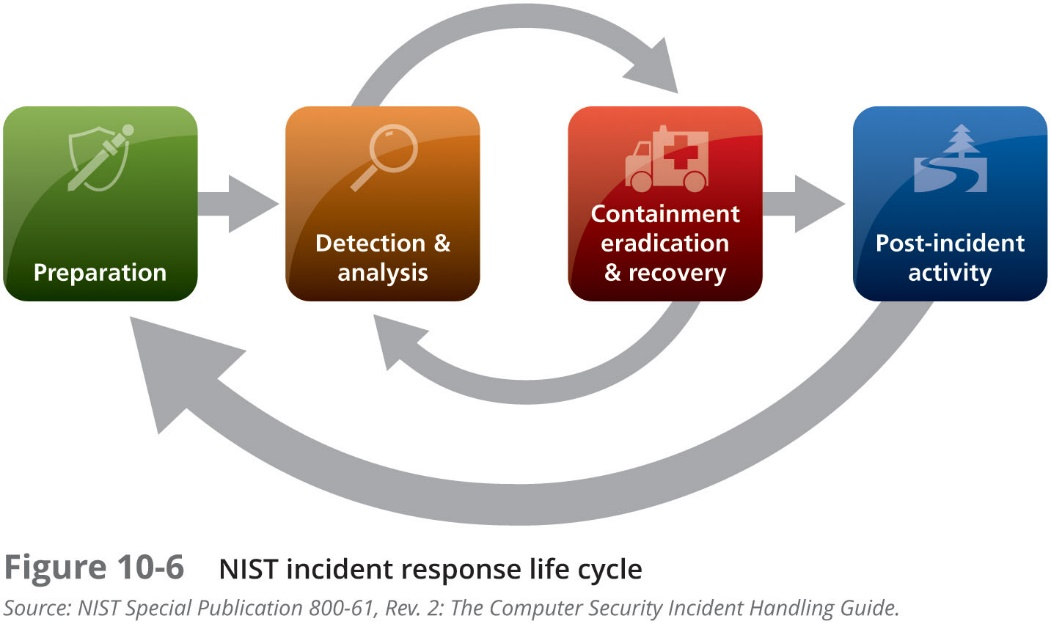 Preparation
Detection &
analysis
Containment
eradication
& recovery
Post-incident
activity
Figure 10-6 NIST incident response life cycle
Source: NIST Special Publication 800-61, Rev. 2: The Computer Security Incident Handling Guide.